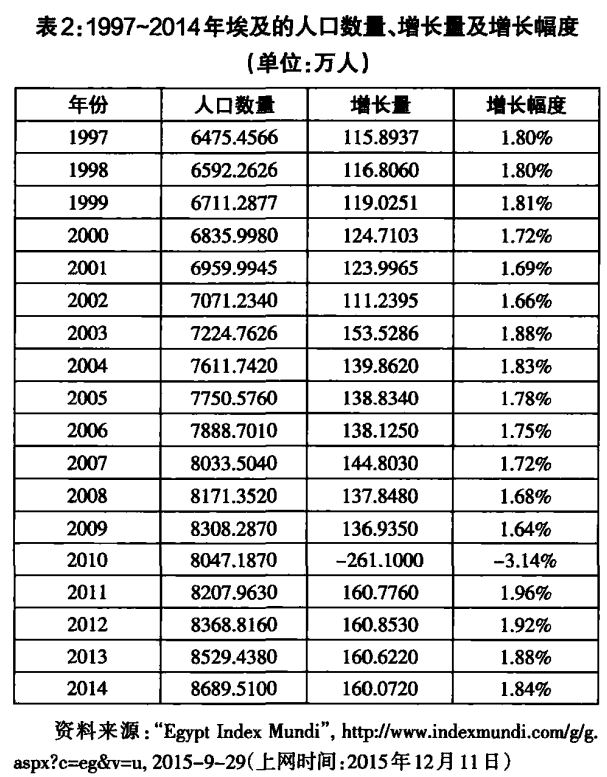 表2:1997~2014年埃及的人口数量、增长量及增长幅度
(单位:万人)
年份 人口数量 增长量 增长幅度
1997 6475.4566 115.8937 1.80%
1998 6592.2626 116.8060 1.80%
1999 6711.2877 119.0251 1.81%
2000 6835.9980 124.7103 1.72%
2001 6959.9945 123.9965 1.69%
2002 7071.2340 111.2395 1.66%
2003 7224.7626 153.5286 1.88%
2004 7611.7420 139.8620 1.83%
2005 7750.5760 138.8340 1.78%
2006 7888.7010 138.1250 1.75%
2007 8033.5040 144.8030 1.72%
2008 8171.3520 137.8480 1.68%
2009 8308.2870 136.9350 1.64%
2010 8047.1870 -261.1000 -3.14%
2011 8207.9630 160.7760 1.96%
2012 8368.8160 160.8530 1.92%
2013 8529.4380 160.6220 1.88%
2014 8689.5100 160.0720 1.84%
资料来源:“Egypt Index Mundi”, http://www.indexmundi.com/g/g.
aspx?c=eg&v=u, 2015-9-29(上网时间:2015年12月11日)